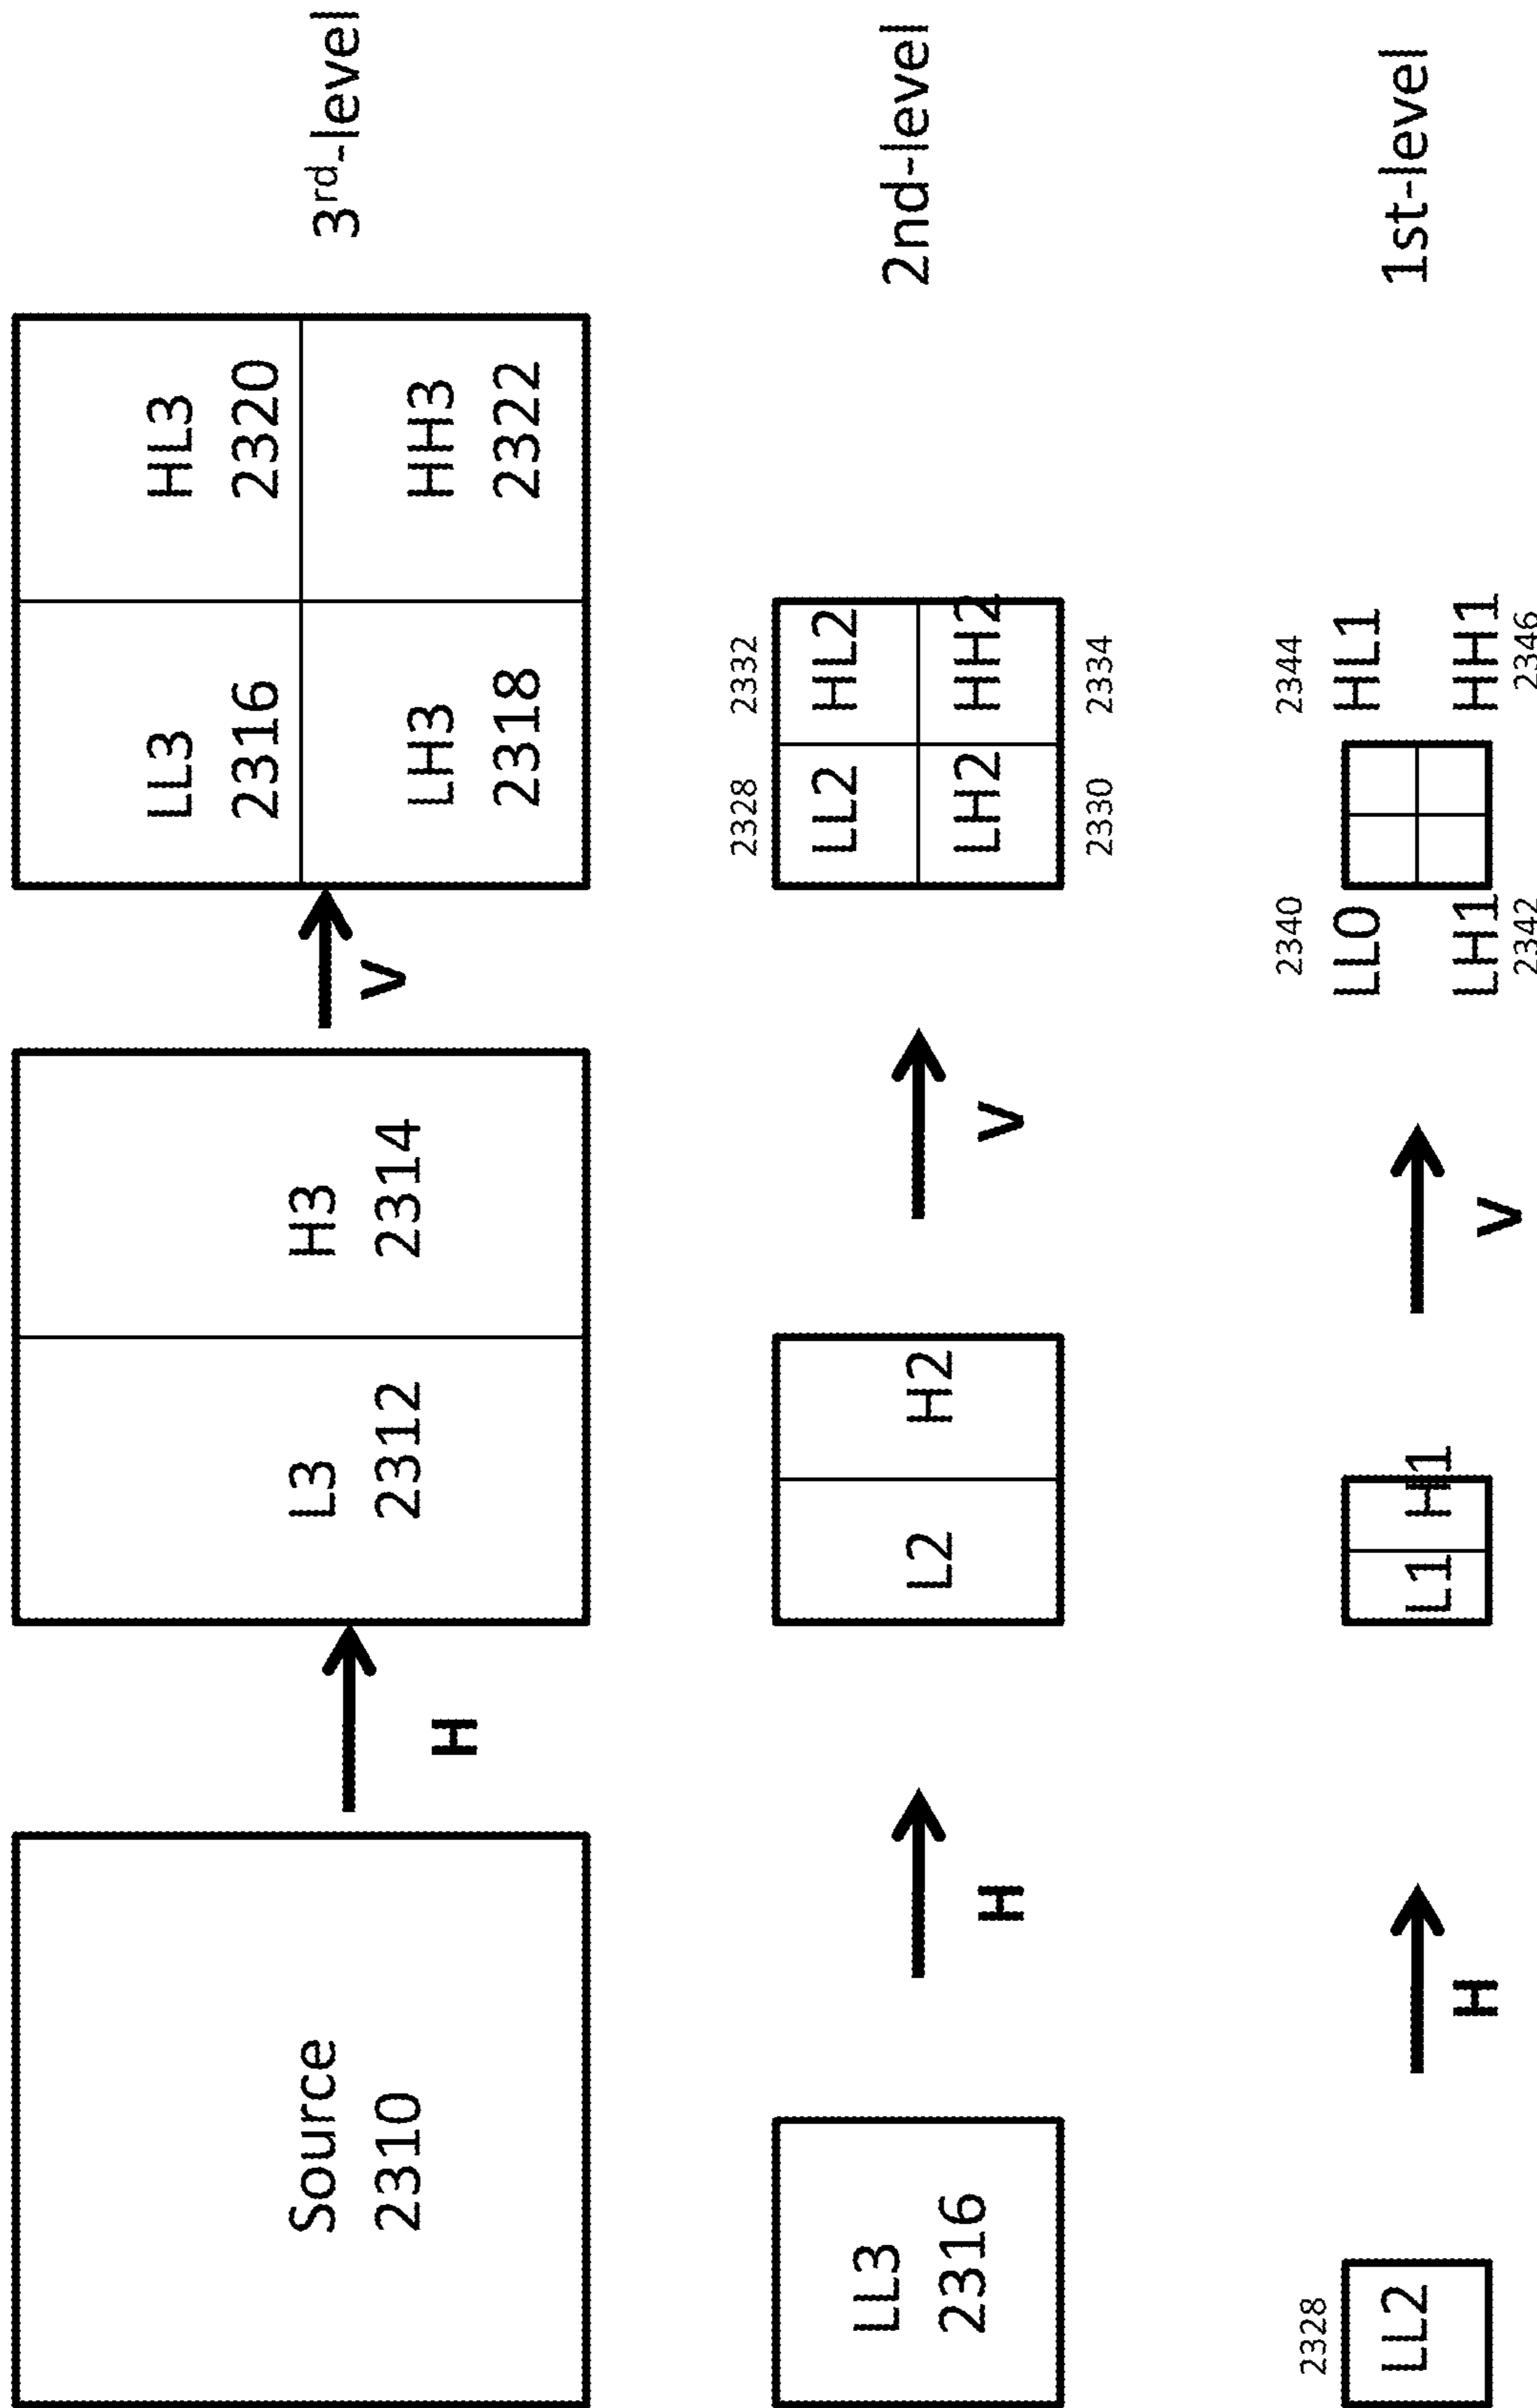 Source
2310
H
L3
2312
H3
2314
V
LL3
2316
HL3
2320
LH3
2318
HH3
2322
3rd-level
LL3
2316
H
L2
H2
V
2328
2332
LL2
HL2
LH2
HH2
2330
2334
2nd-level
2328
LL2
H
L1
H1
V
2340
2344
LL0
HL1
LH1
HH1
2342
2346
1st-level